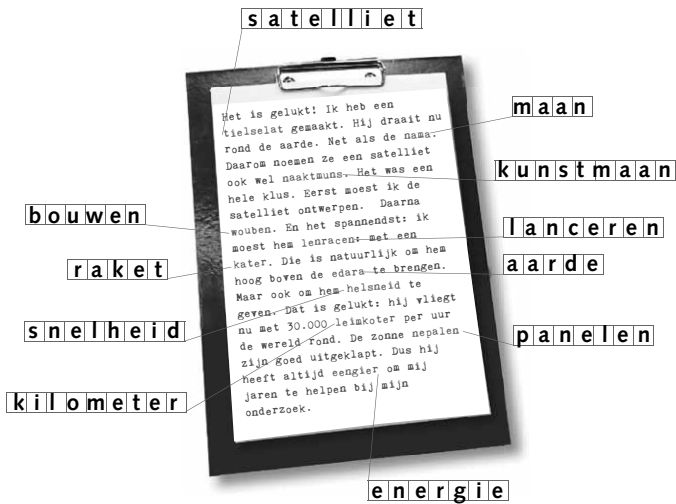 satelliet
maan
kunstmaan
bouwen
lanceren
raket
aarde
snelheid
panelen
kilometer
energie
Het is gelukt! Ik heb een
tielselat gemaakt. Hij draait nu
rond de aarde. Net als de nama.
Daarom noemen ze een satelliet
ook wel naaktmuns. Het was een
hele klus. Eerst moest ik de
satelliet ontwerpen. Daarna
wouben. En het spannendst: ik
moest hem lenracen: met een
kater. Die is natuurlijk om hem
hoog boven de edara te brengen.
Maar ook om hem helsneid te
geven. Dat is gelukt: hij vliegt
nu met 30.000 leimkoter per uur
de wereld rond. De zonne nepalen
zijn goed uitgeklapt. Dus hij
heeft altijd eengier om mij
jaren te helpen bij mijn
onderzoek.